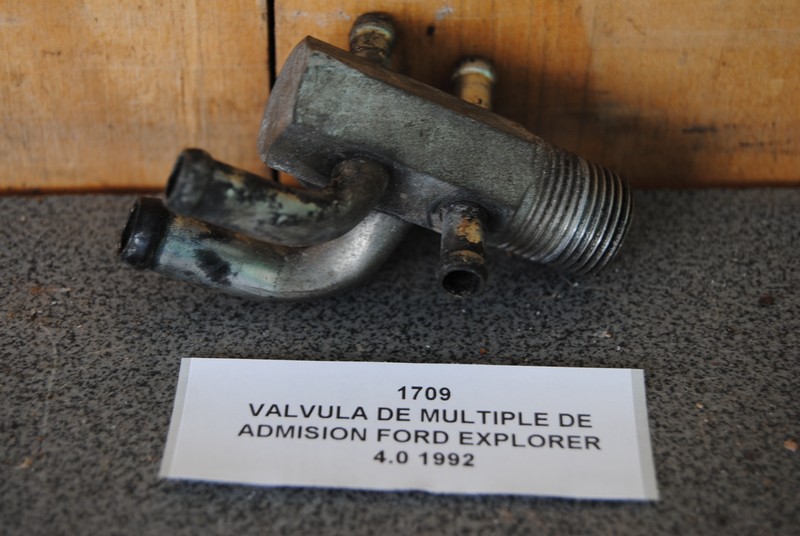 1709
VALVULA DE MULTIPLE DE
ADMISION FORD EXPLORER
4.0 1992